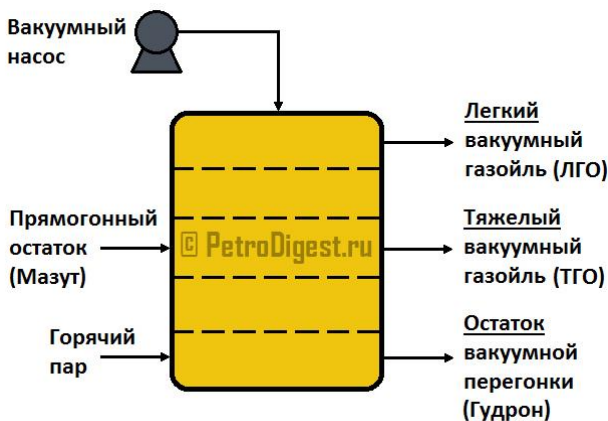 Вакуумный
насос
Легкий
вакуумный
газойль (ЛГО)
Прямогонный
остаток
(Мазут)
© PetroDigest.ru
Тяжелый
вакуумный
газойль (ТГО)
Горячий
пар
Остаток
вакуумной
перегонки
(Гудрон)